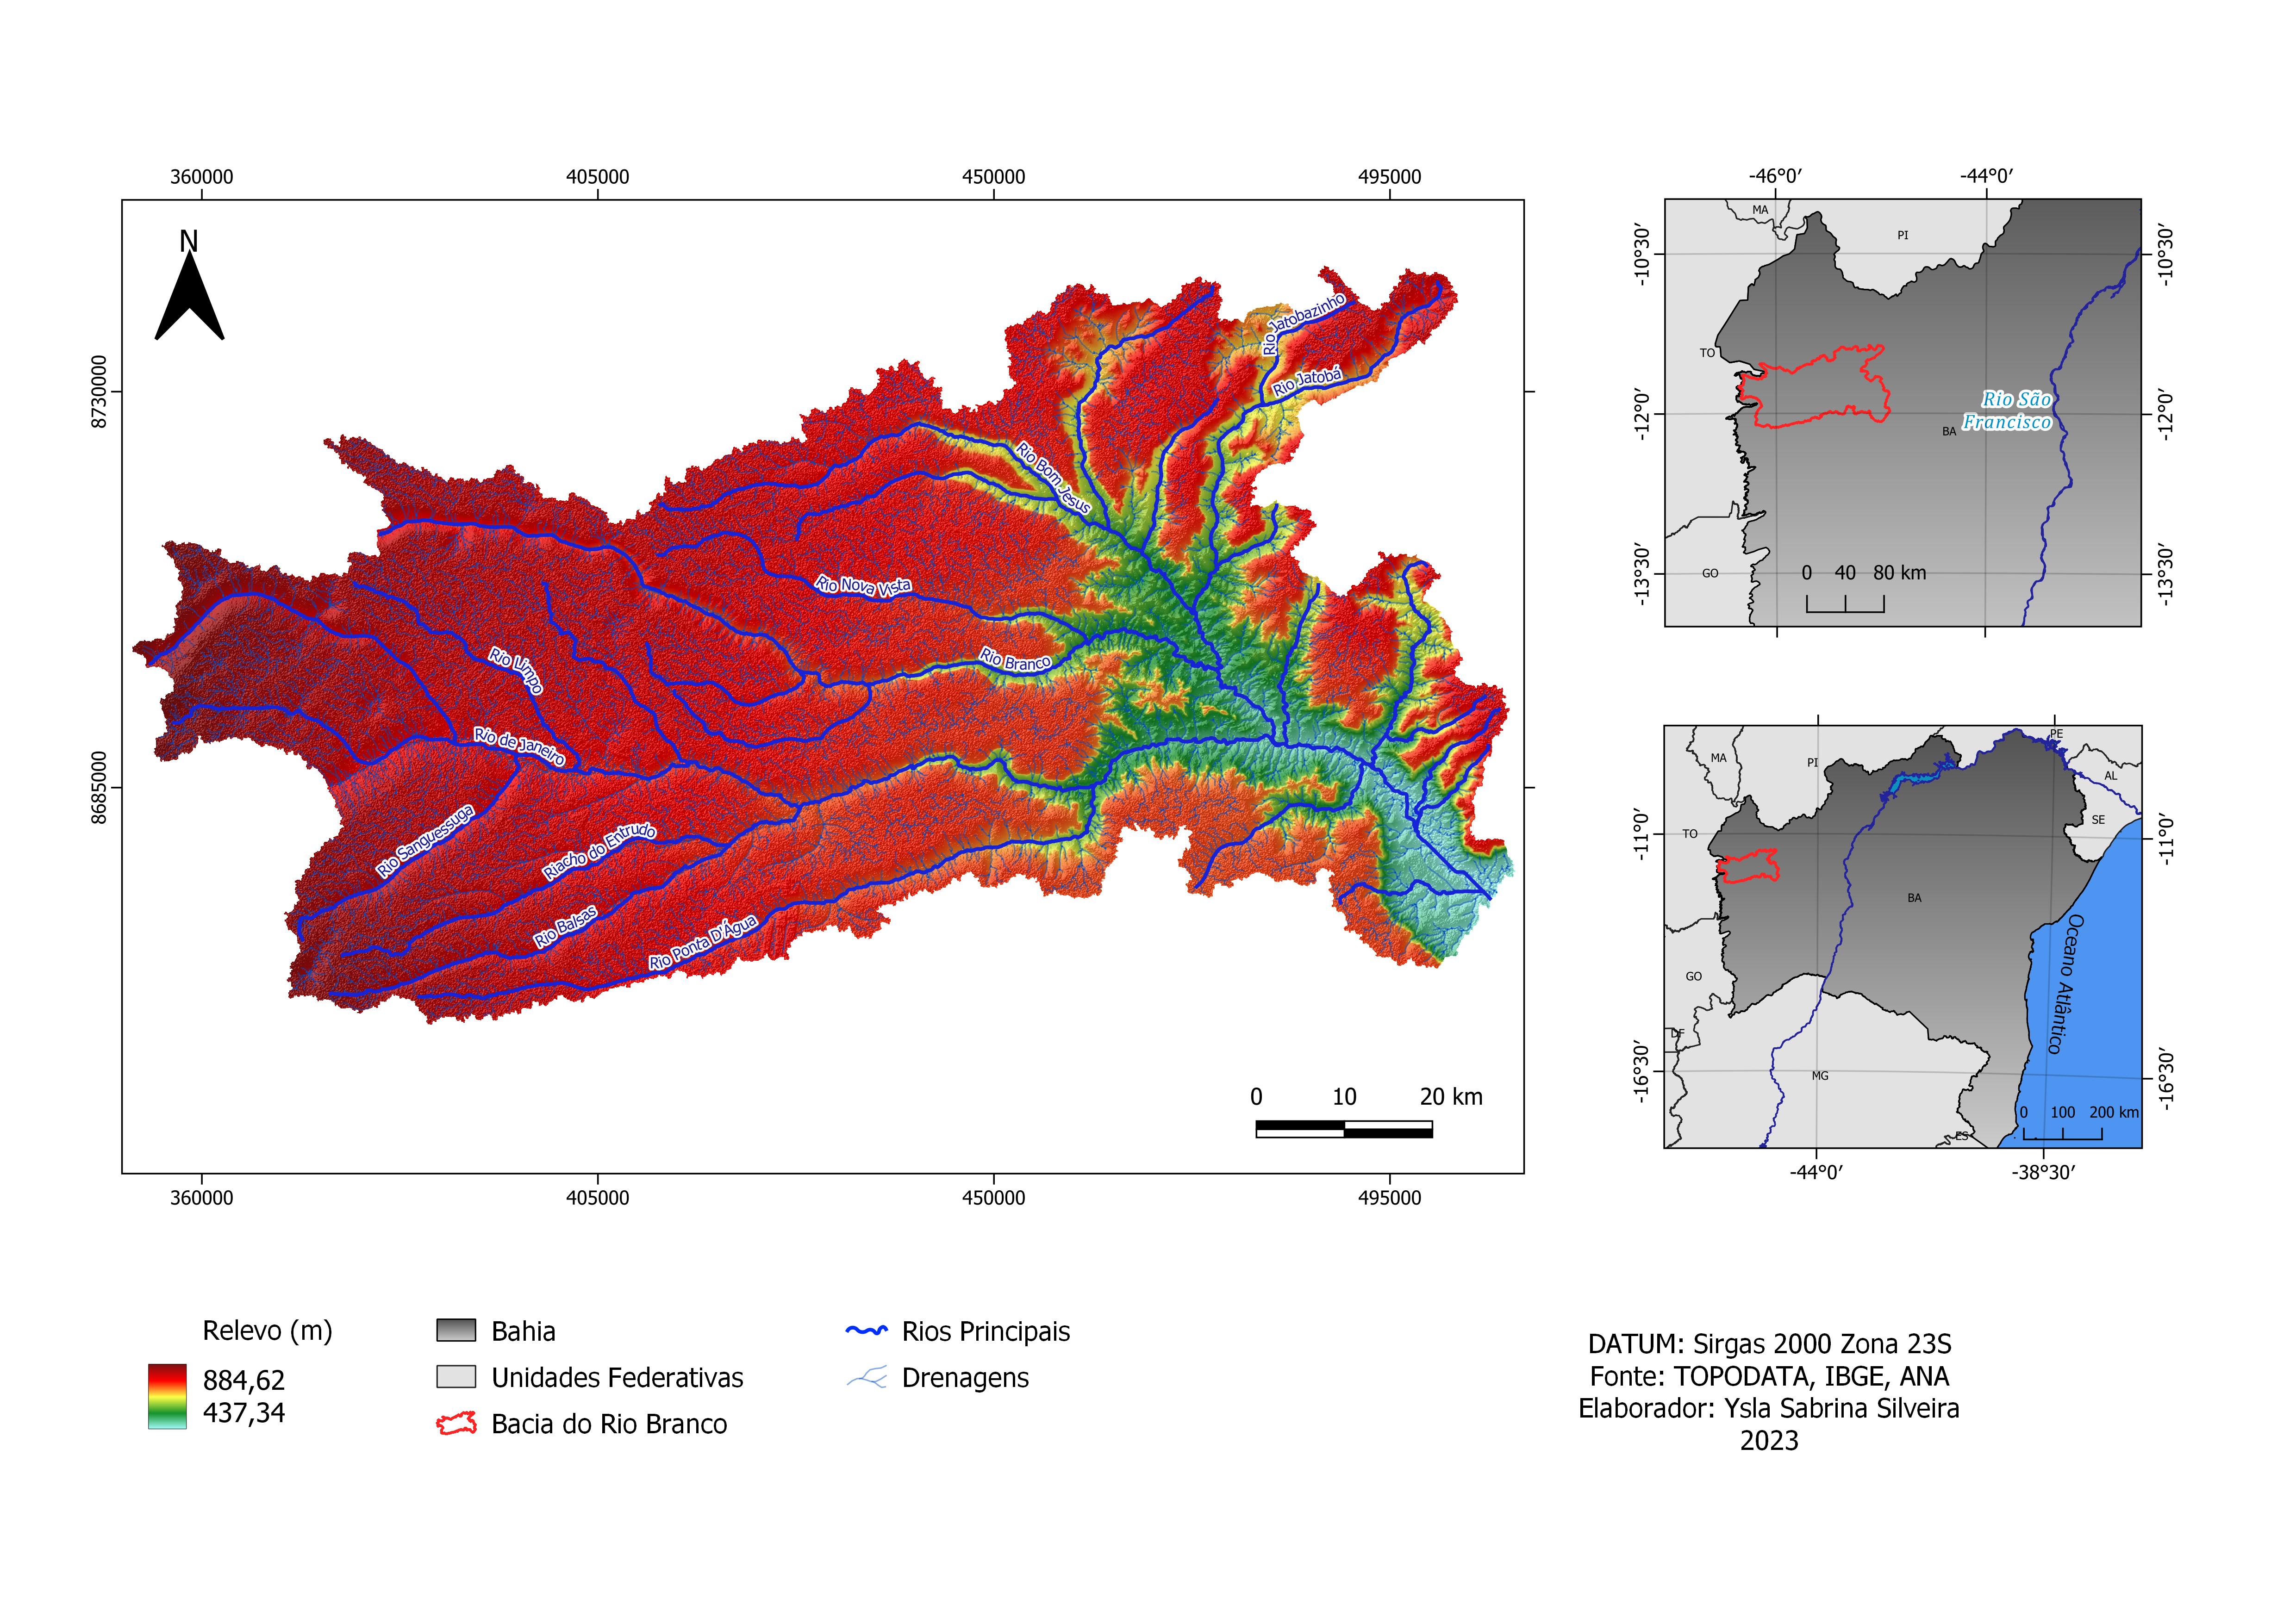 360000
405000
450000
495000
N
8730000
8685000
Rio Jatobazinho
Rio Jatobá
Rio Bom Jesus
Rio Nova Vista
Rio Branco
Rio Limpo
Rio de Janeiro
Rio Sanguessuga
Riacho do Entrudo
Rio Balsas
Rio Ponta D'Água
0 10 20 km
360000
405000
450000
495000
-46°0′
-44°0′
-10°30′
-12°0′
-13°30′
MA
PI
TO
Rio São
Francisco
BA
GO
0 40 80 km
-10°30′
-12°0′
-13°30′
-11°0′
-16°30′
PE
MA
PI
AL
SE
TO
BA
GO
DF
MG
ES
Oceano Atlântico
0 100 200 km
-11°0′
-16°30′
-44°0′
-38°30′
Relevo (m)
884,62
437,34
Bahia
Unidades Federativas
Bacia do Rio Branco
Rios Principais
Drenagens
DATUM: Sirgas 2000 Zona 23S
Fonte: TOPODATA, IBGE, ANA
Elaborador: Ysla Sabrina Silveira
2023